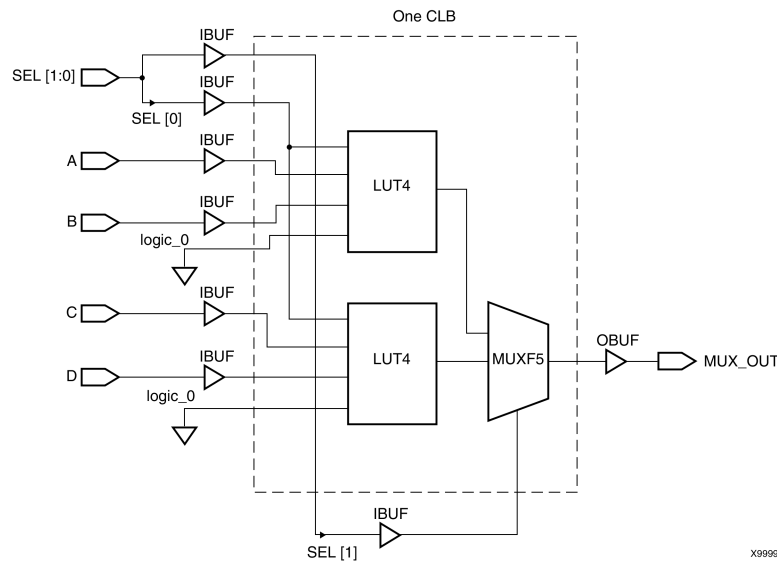 One CLB
IBUF
SEL [1:0]
IBUF
SEL [0]
IBUF
A
LUT4
IBUF
B
logic_0
IBUF
C
OBUF
LUT4
MUXF5
MUX_OUT
IBUF
D
logic_0
IBUF
SEL [1]
X9999